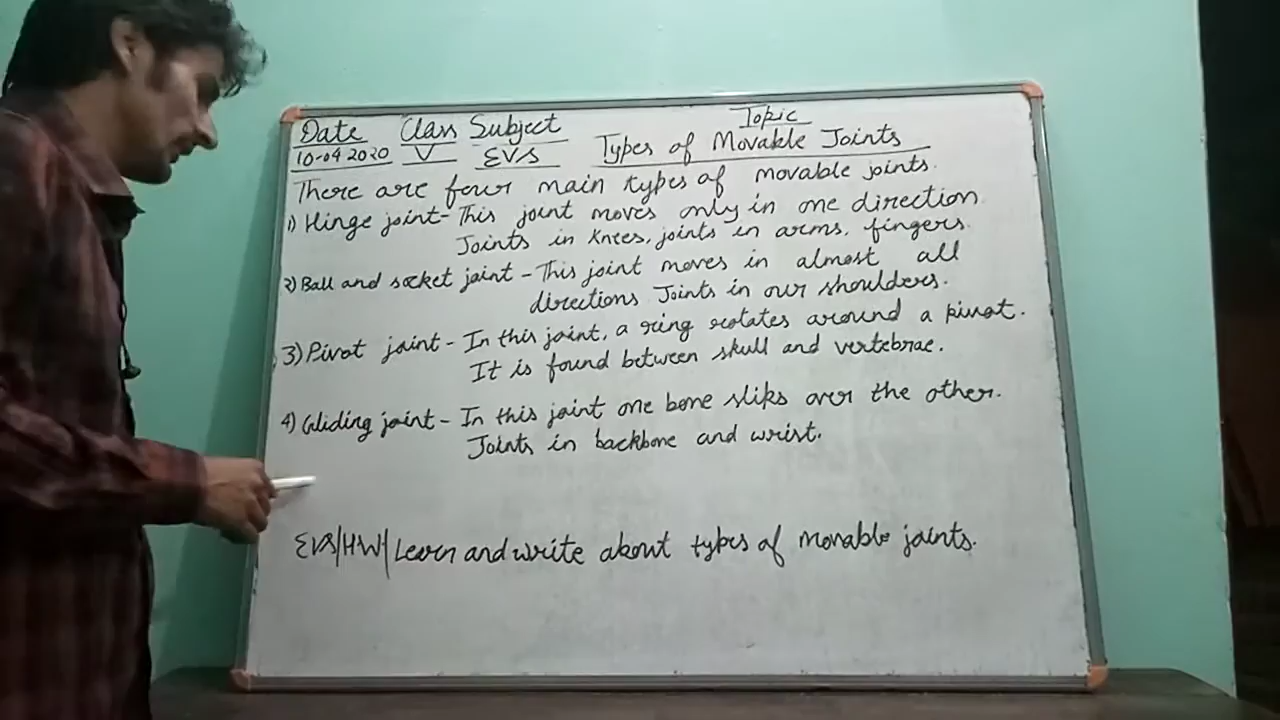 Date Class Subject Topic
10-04 2020 V EVS Types of Movable Joints
There are four main types of movable joints.
1) Hinge joint - This joint moves only in one direction
Joints in Knees, joints in arms, fingers.
2) Ball and socket joint - This joint moves in almost all
directions Joints in our shoulders.
3) Pivot joint - In this joint, a ring rotates around a pivot.
It is found between skull and vertebrae.
4) Gliding joint - In this joint one bone sliks over the other.
Joints in backbone and wrist.
EVS/HW/Learn and write about types of movable joints.